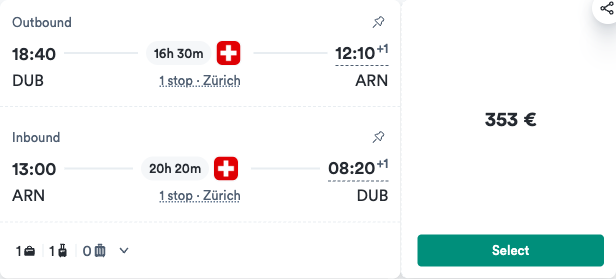 Outbound
18:40 16h 30m 12:10+1
DUB 1 stop · Zürich ARN
Inbound
13:00 20h 20m 08:20+1
ARN 1 stop · Zürich DUB
1 1 0
353 €
Select